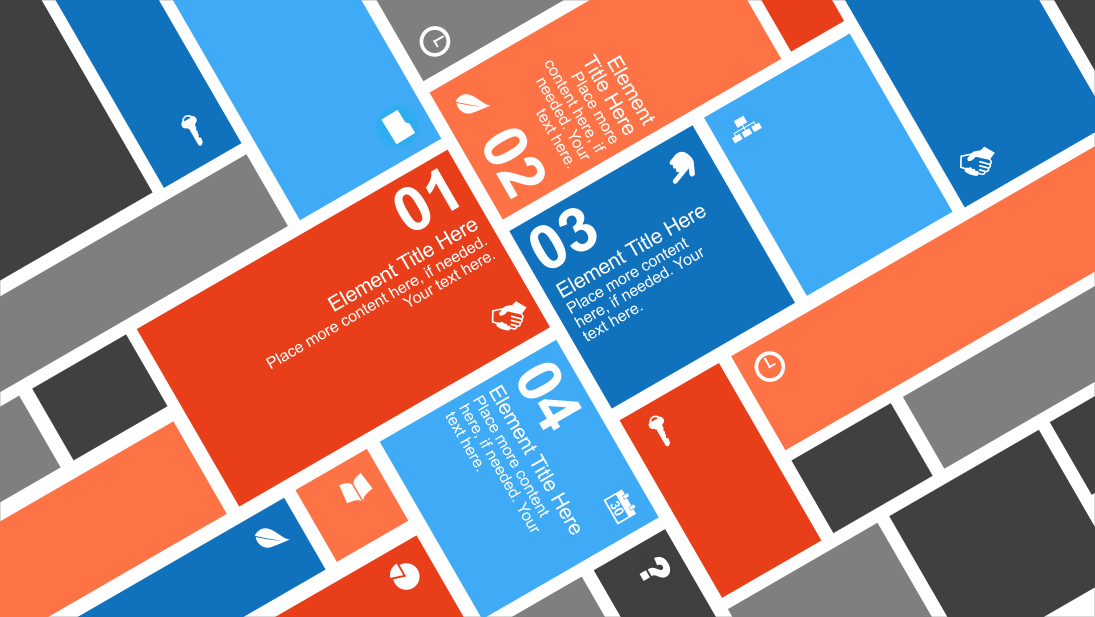 01
Element Title Here
Place more content here, if needed.
Your text here.
02
Element
Title Here
Place more
content here, if
needed. Your
text here.
03
Element Title Here
Place more content
here, if needed. Your
text here.
04
Element Title Here
Place more content
here, if needed. Your
text here.
30
?